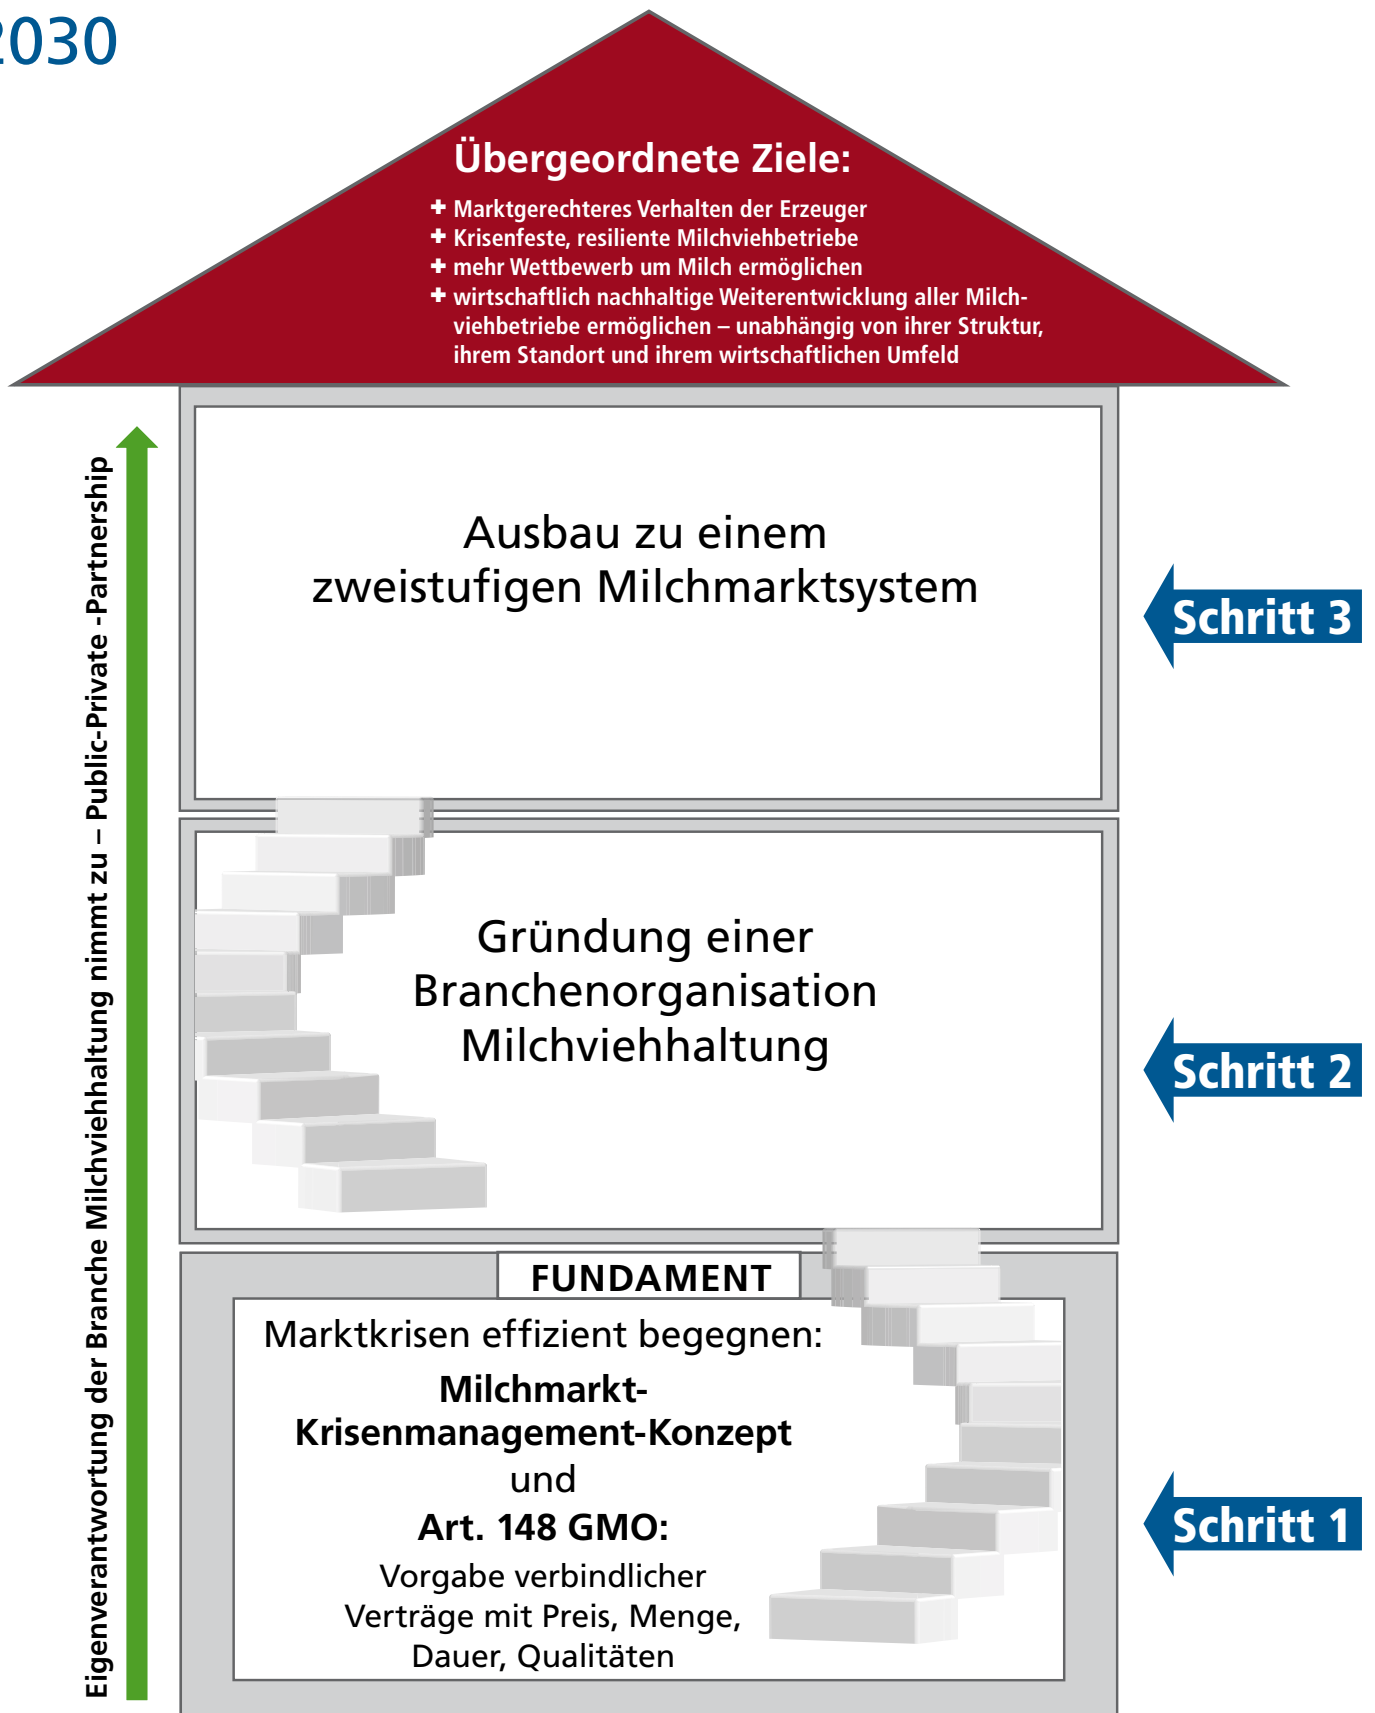 2030
Übergeordnete Ziele:
+ Marktgerechteres Verhalten der Erzeuger
+ Krisenfeste, resiliente Milchviehbetriebe
+ mehr Wettbewerb um Milch ermöglichen
+ wirtschaftlich nachhaltige Weiterentwicklung aller Milch-
viehbetriebe ermöglichen – unabhängig von ihrer Struktur,
ihrem Standort und ihrem wirtschaftlichen Umfeld
Eigenverantwortung der Branche Milchviehhaltung nimmt zu – Public-Private -Partnership
Ausbau zu einem
zweistufigen Milchmarktsystem
Schritt 3
Gründung einer
Branchenorganisation
Milchviehhaltung
Schritt 2
FUNDAMENT
Marktkrisen effizient begegnen:
Milchmarkt-
Krisenmanagement-Konzept
und
Art. 148 GMO:
Vorgabe verbindlicher
Verträge mit Preis, Menge,
Dauer, Qualitäten
Schritt 1